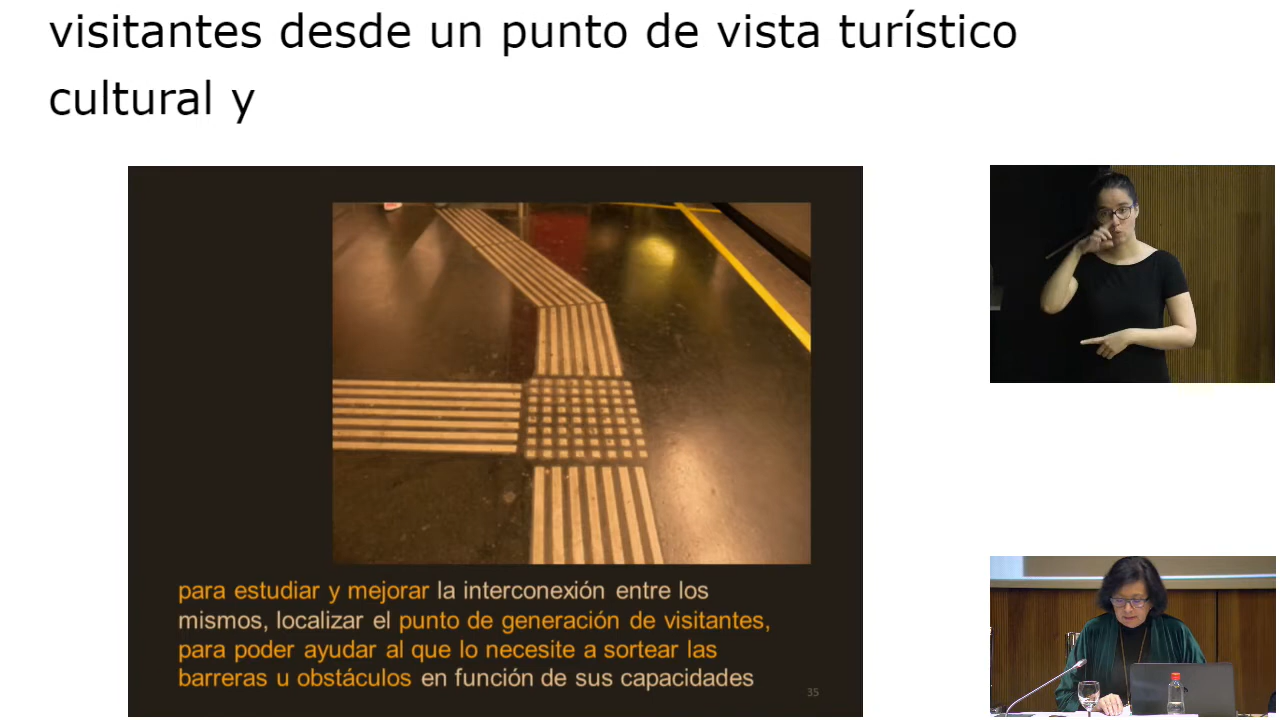 visitantes desde un punto de vista turístico
cultural y
para estudiar y mejorar la interconexión entre los
mismos, localizar el punto de generación de visitantes,
para poder ayudar al que lo necesite a sortear las
barreras u obstáculos en función de sus capacidades
35